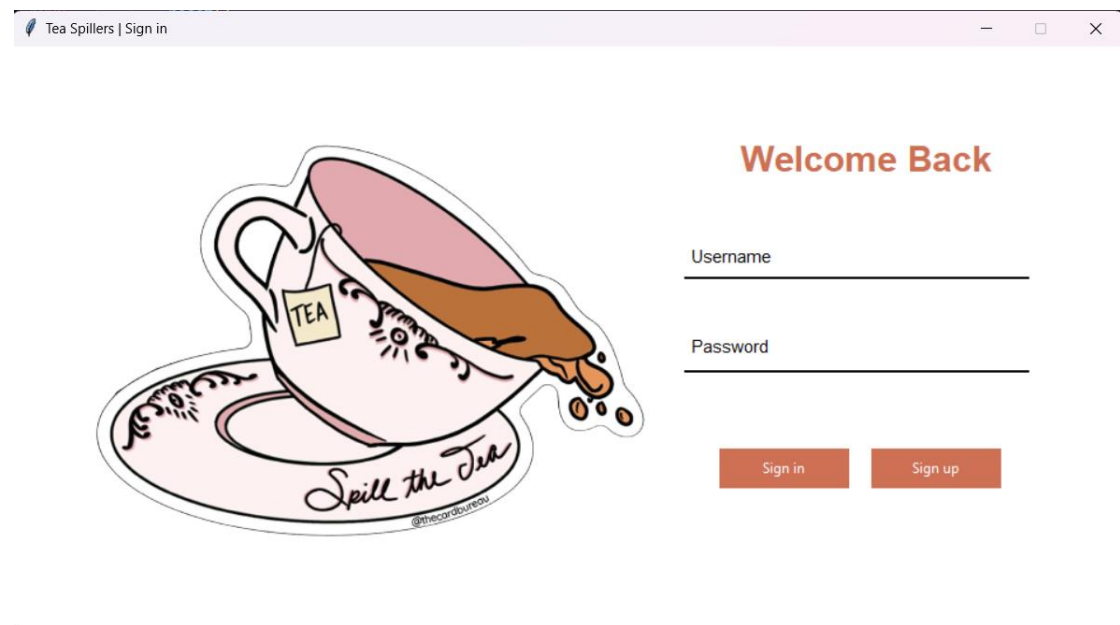 Tea Spillers | Sign in
Welcome Back
Username
Password
TEA
Spill the Tea
@thecardbureau
Sign in
Sign up